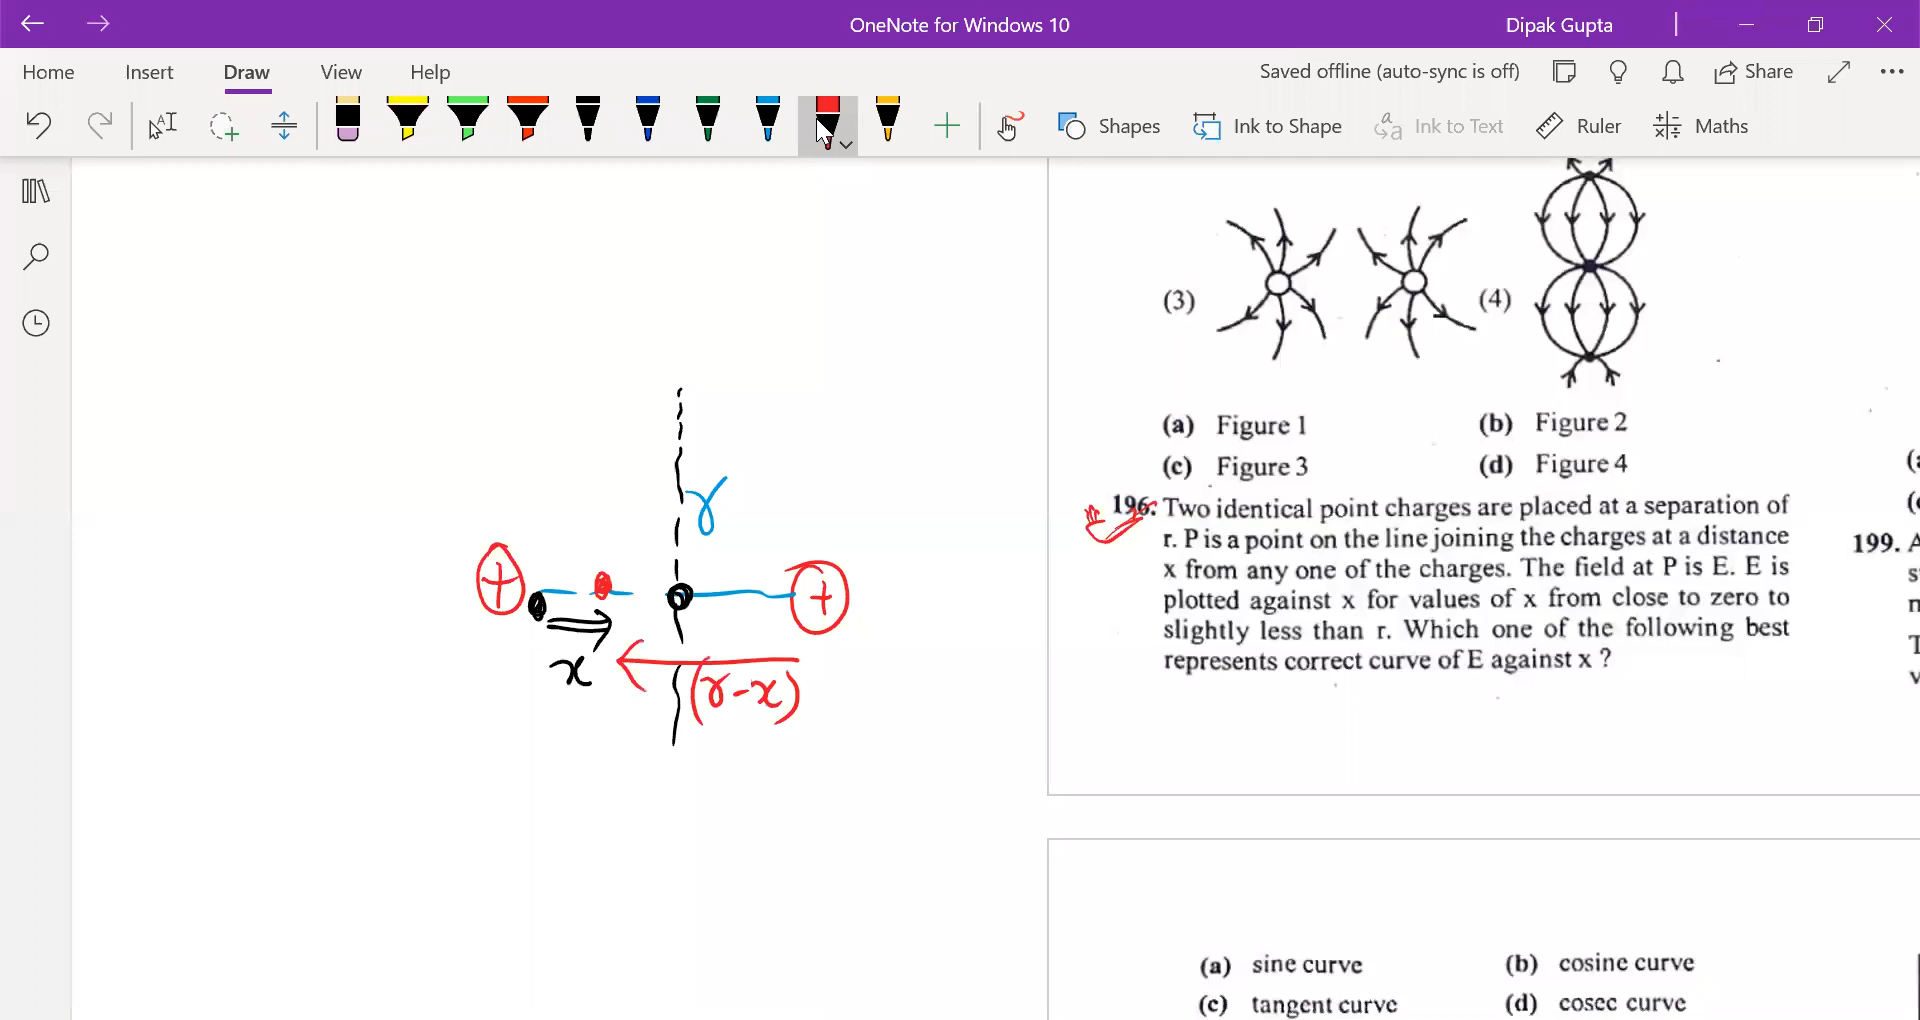 OneNote for Windows 10
Dipak Gupta
Home Insert Draw View Help
Saved offline (auto-sync is off)
Share
Shapes
Ink to Shape
Ink to Text
Ruler
Maths
(3)
(4)
(a) Figure 1
(b) Figure 2
(c) Figure 3
(d) Figure 4
196. Two identical point charges are placed at a separation of
r. P is a point on the line joining the charges at a distance
x from any one of the charges. The field at P is E. E is
plotted against x for values of x from close to zero to
slightly less than r. Which one of the following best
represents correct curve of E against x ?
199. A
r
+
+
x
(r-x)
(a) sine curve
(b) cosine curve
(c) tangent curve
(d) cosec curve